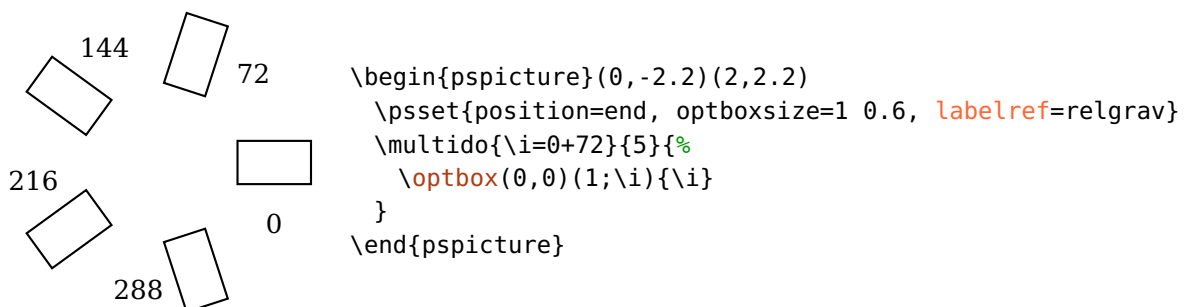 144
72
216
0
288
\begin{pspicture}(0,-2.2)(2,2.2)
  \psset{position=end, optboxsize=1 0.6, labelref=relgrav}
  \multido{\i=0+72}{5}{%
    \optbox(0,0)(1;\i){\i}
  }
\end{pspicture}